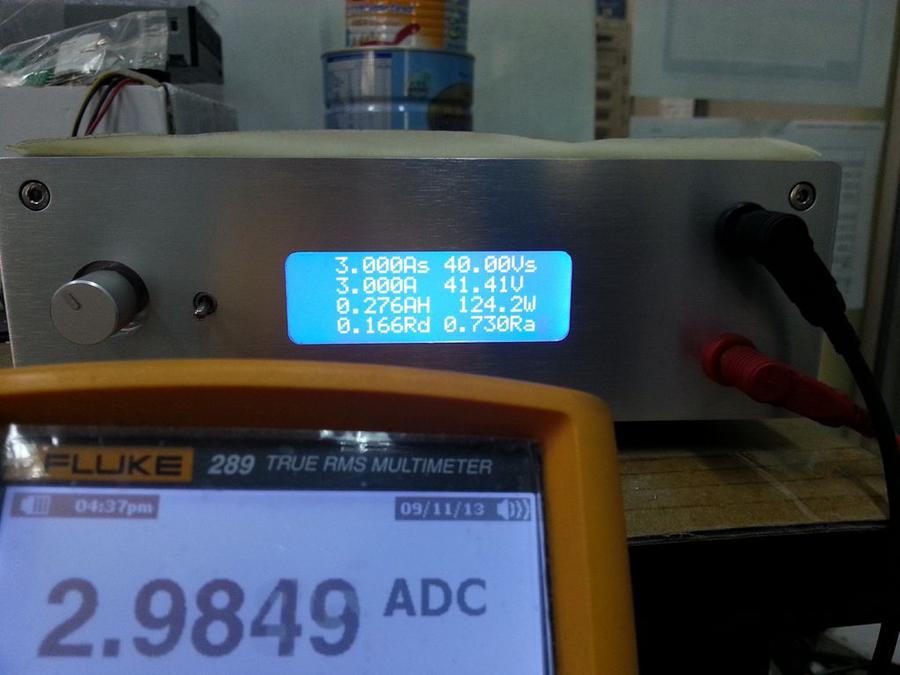 3.000As 40.00Vs
3.000A 41.41V
0.276AH 124.2W
0.166Rd 0.730Ra
FLUKE 289 TRUE RMS MULTIMETER
04:37pm 09/11/13
2.9849 ADC